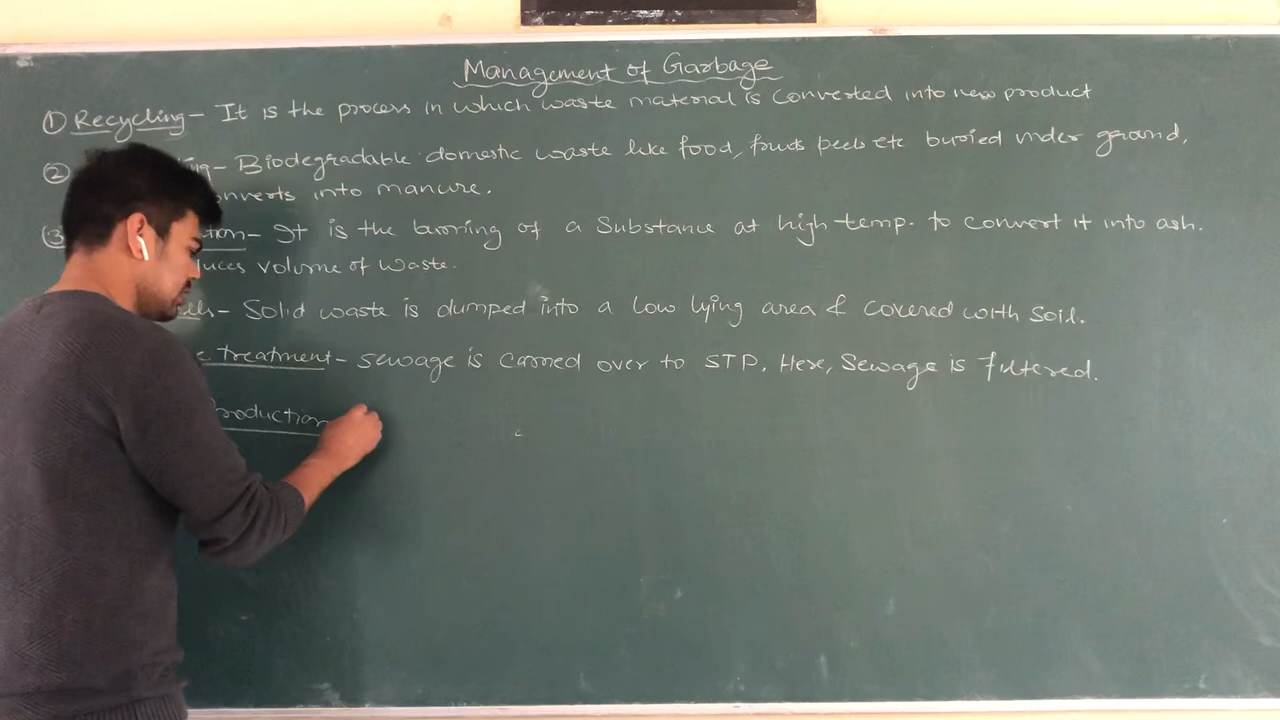 Management of Garbage
① Recycling - It is the process in which waste material is converted into new product
② ing - Biodegradable domestic waste like food, fruits peels etc buried under ground,
onverts into manure.
③ tion - It is the burning of a Substance at high temp. to convert it into ash.
duces volume of waste.
lls - Solid waste is dumped into a low lying area & covered with soil.
e treatment - sewage is carried over to STP. Here, Sewage is filtered.
production